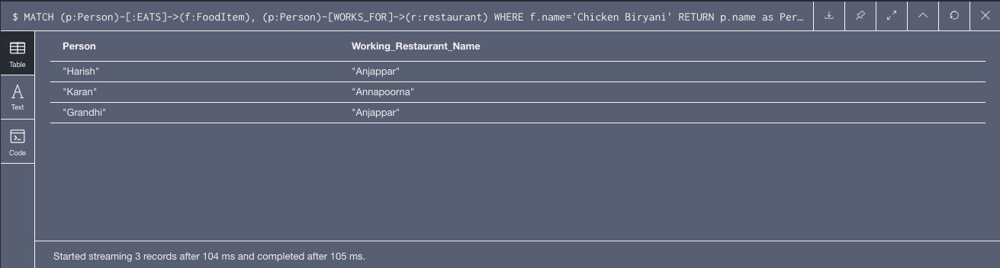 $ MATCH (p:Person)-[:EATS]->(f:FoodItem), (p:Person)-[WORKS_FOR]->(r:restaurant) WHERE f.name='Chicken Biryani' RETURN p.name as Per…
Table
Text
Code
Person Working_Restaurant_Name
"Harish" "Anjappar"
"Karan" "Annapoorna"
"Grandhi" "Anjappar"
Started streaming 3 records after 104 ms and completed after 105 ms.